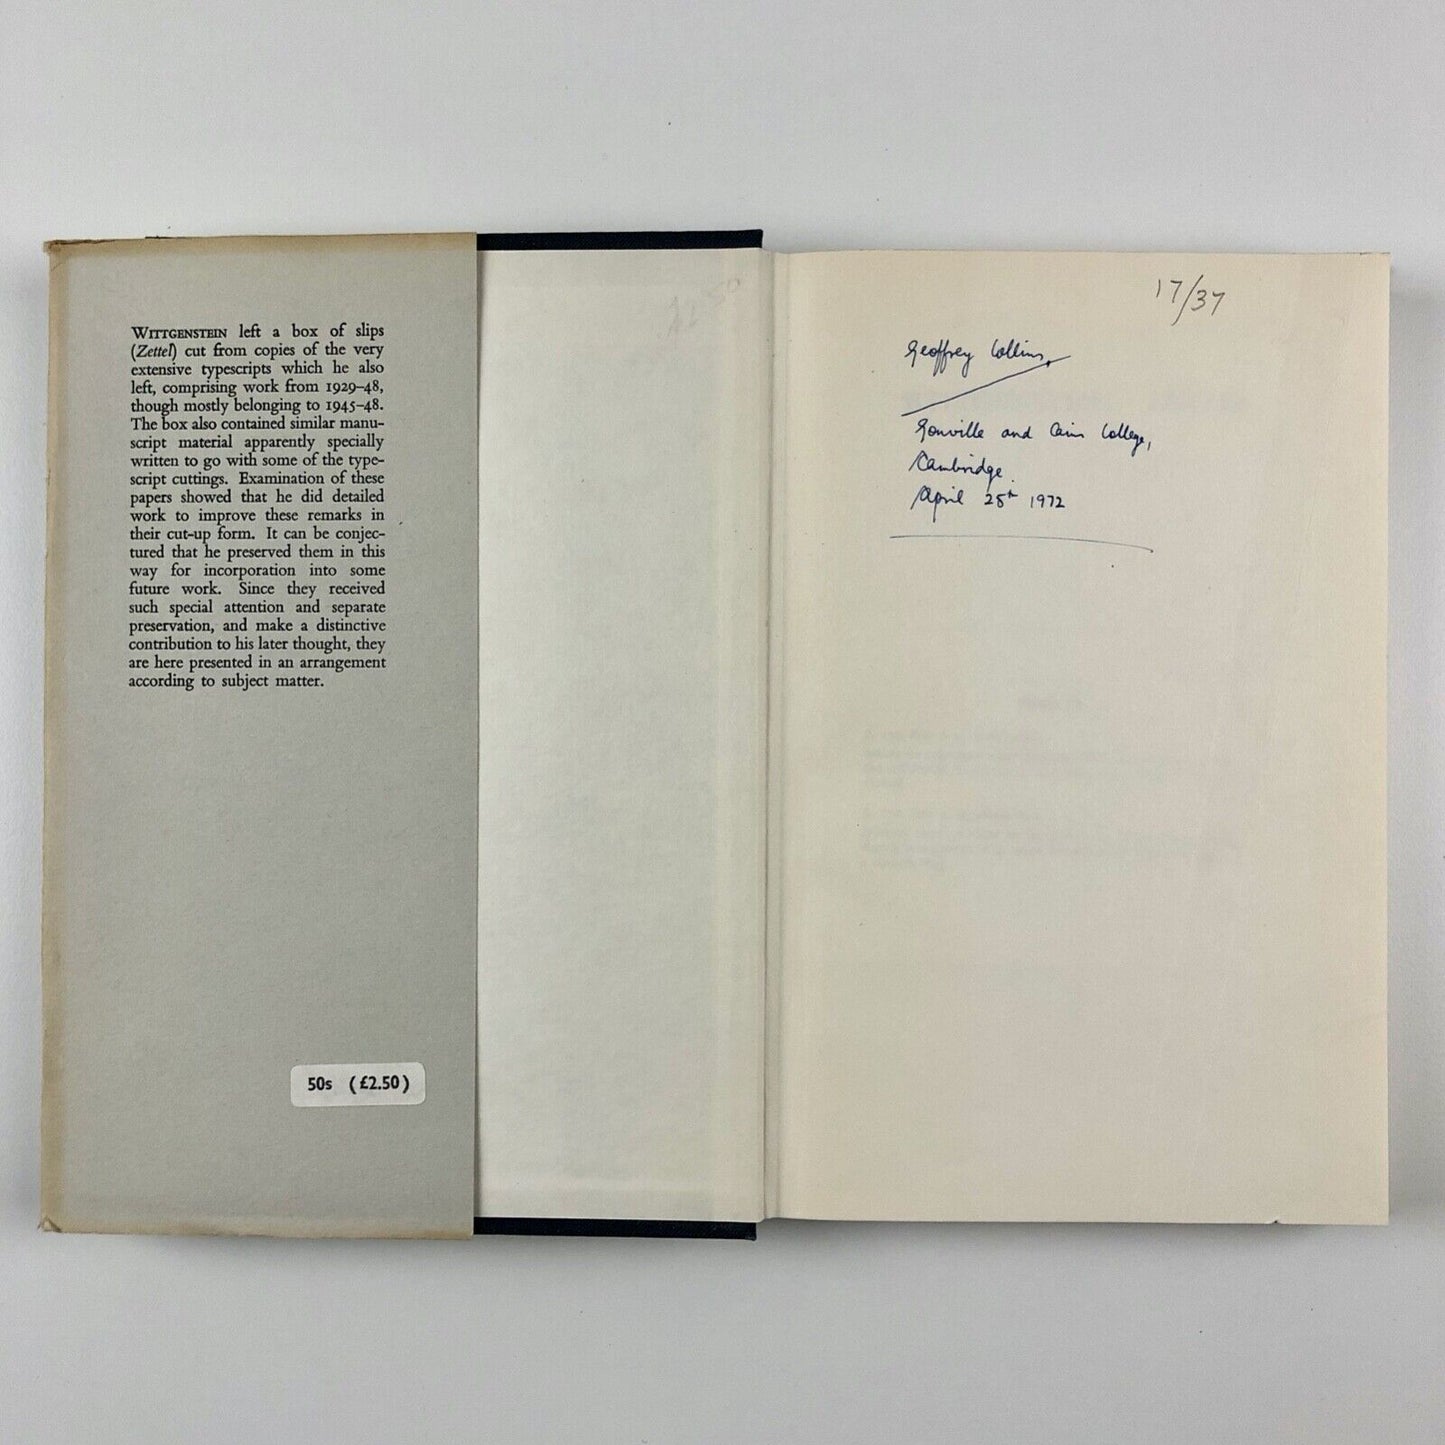 WITTGENSTEIN left a box of slips
(Zettel) cut from copies of the very
extensive typescripts which he also
left, comprising work from 1929–48,
though mostly belonging to 1945–48.
The box also contained similar manu-
script material apparently specially
written to go with some of the type-
script cuttings. Examination of these
papers showed that he did detailed
work to improve these remarks in
their cut-up form. It can be conjec-
tured that he preserved them in this
way for incorporation into some
future work. Since they received
such special attention and separate
preservation, and make a distinctive
contribution to his later thought, they
are here presented in an arrangement
according to subject matter.
50s (£2.50)
17/37
Geoffrey Collins.
Gonville and Caius College,
Cambridge.
April 25th 1972